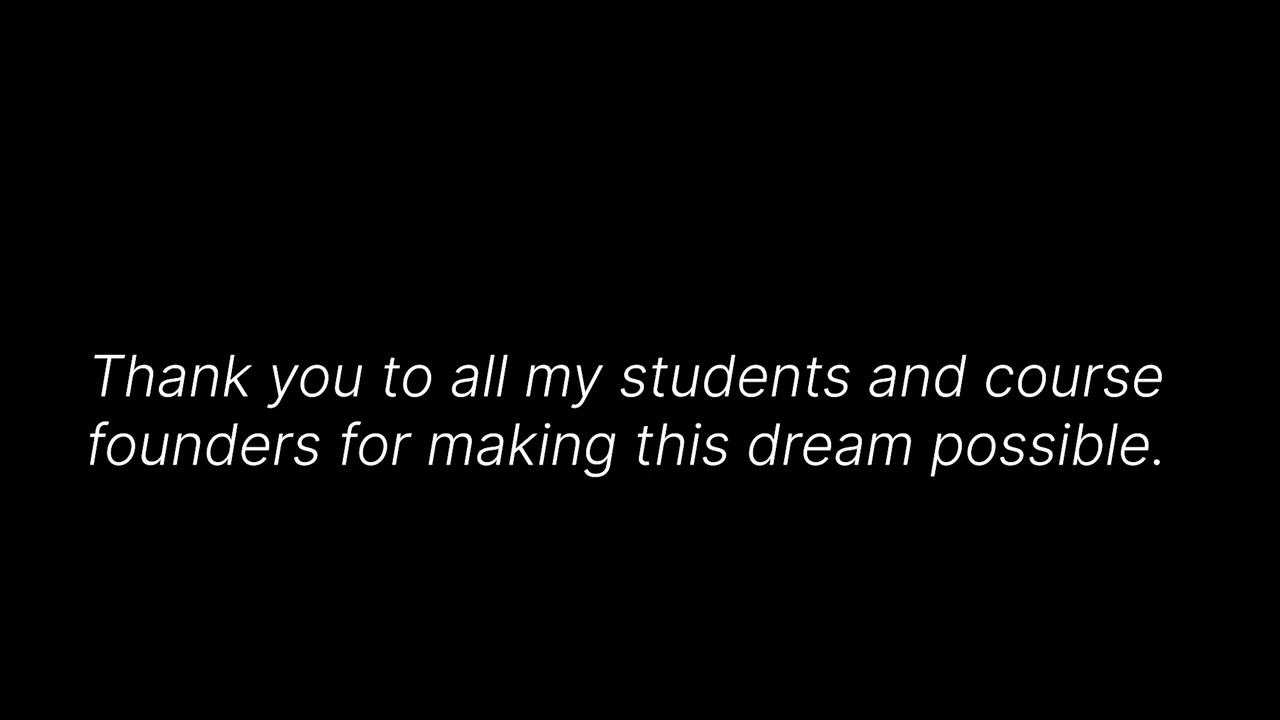 Thank you to all my students and course
founders for making this dream possible.